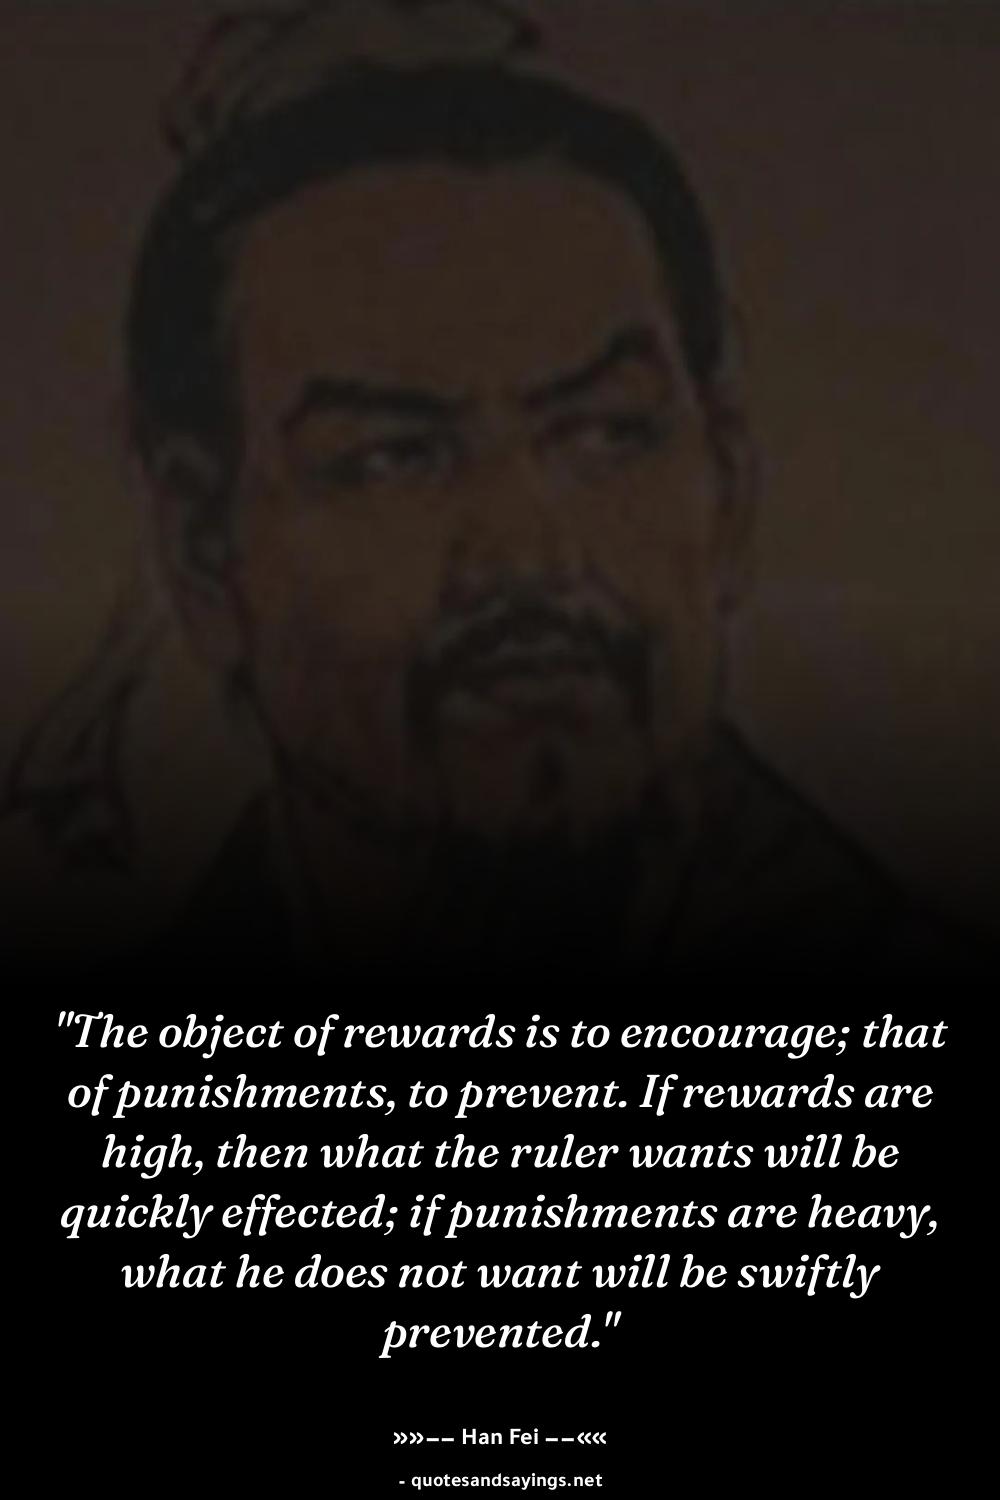 "The object of rewards is to encourage; that
of punishments, to prevent. If rewards are
high, then what the ruler wants will be
quickly effected; if punishments are heavy,
what he does not want will be swiftly
prevented."
»»−− Han Fei −−««
- quotesandsayings.net